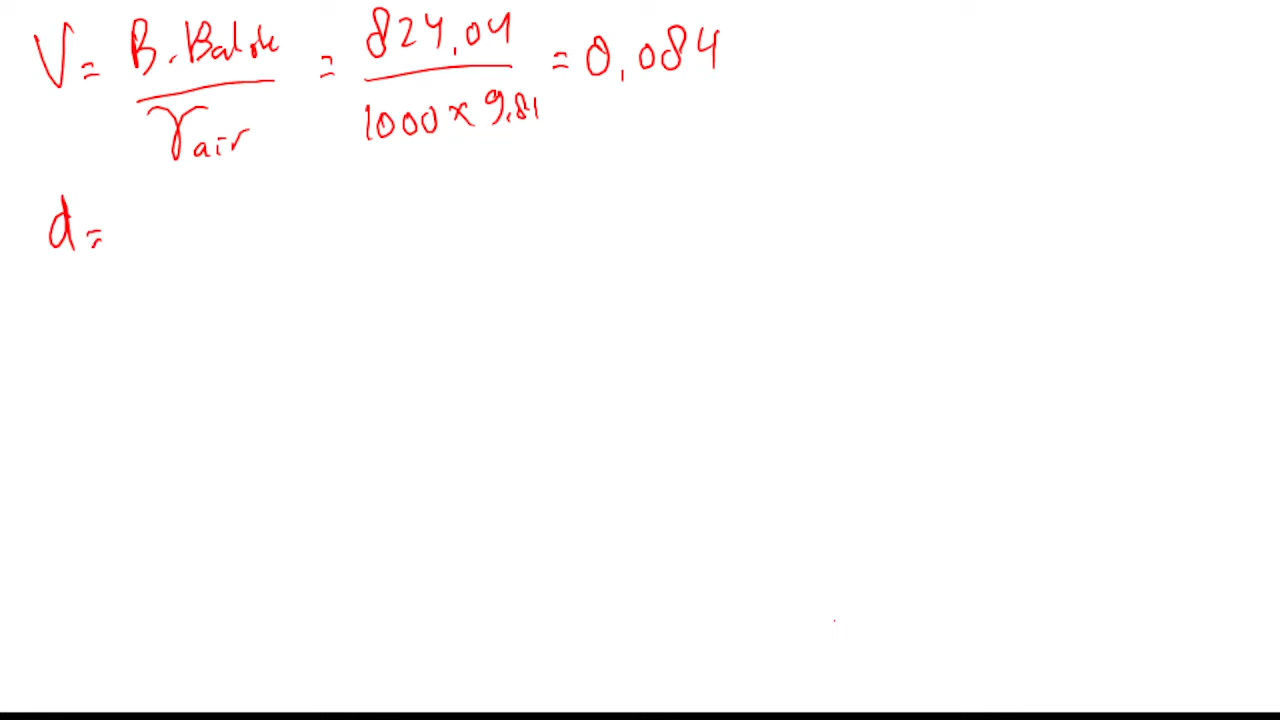 V = B. Balok / γair = 824,04 / 1000 x 9,81 = 0,084
d =